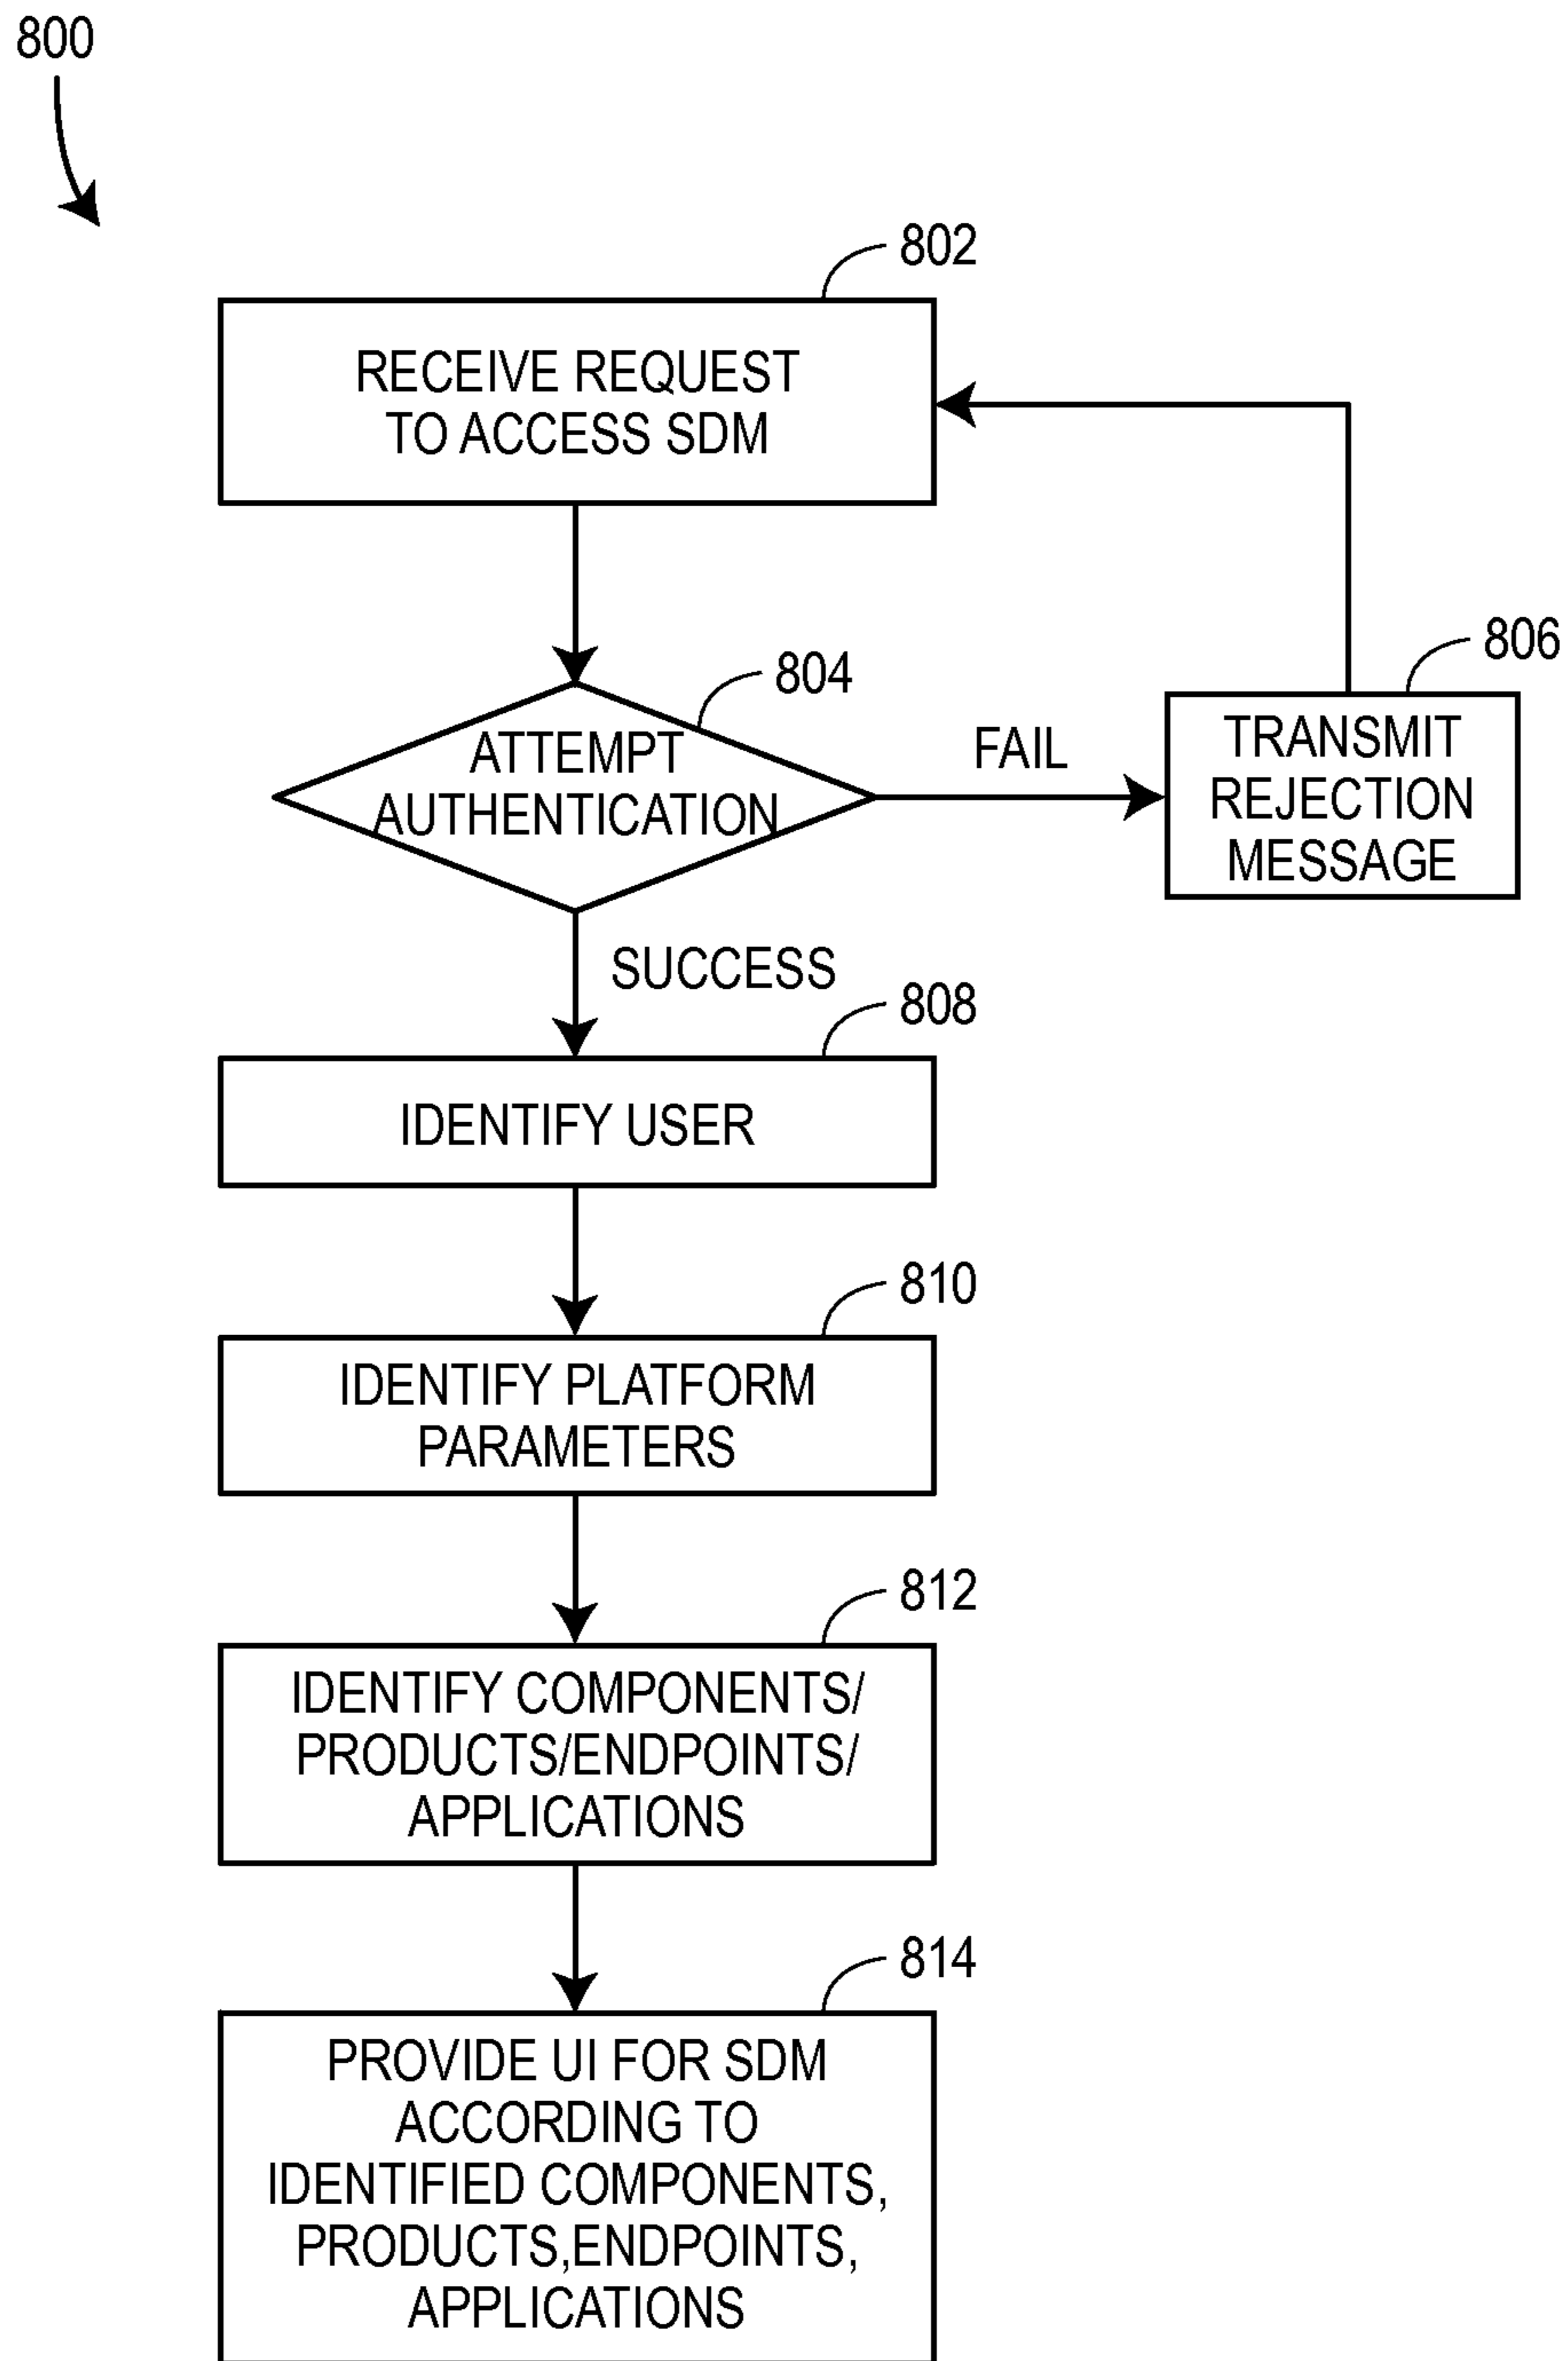 800
802
RECEIVE REQUEST
TO ACCESS SDM
804
ATTEMPT
AUTHENTICATION
FAIL
806
TRANSMIT
REJECTION
MESSAGE
SUCCESS
808
IDENTIFY USER
810
IDENTIFY PLATFORM
PARAMETERS
812
IDENTIFY COMPONENTS/
PRODUCTS/ENDPOINTS/
APPLICATIONS
814
PROVIDE UI FOR SDM
ACCORDING TO
IDENTIFIED COMPONENTS,
PRODUCTS,ENDPOINTS,
APPLICATIONS